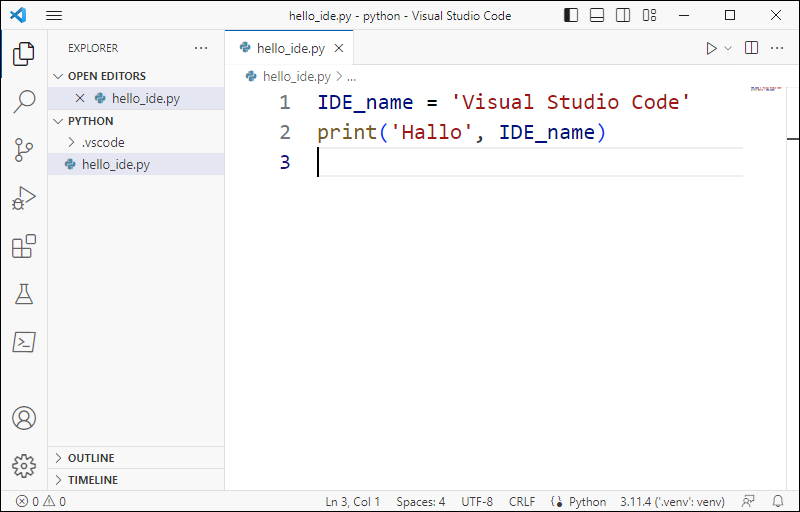 hello_ide.py - python - Visual Studio Code
EXPLORER
OPEN EDITORS
hello_ide.py
PYTHON
.vscode
hello_ide.py
OUTLINE
TIMELINE
hello_ide.py
hello_ide.py > ...
1 IDE_name = 'Visual Studio Code'
2 print('Hallo', IDE_name)
3
0 0 Ln 3, Col 1 Spaces: 4 UTF-8 CRLF Python 3.11.4 ('.venv': venv)